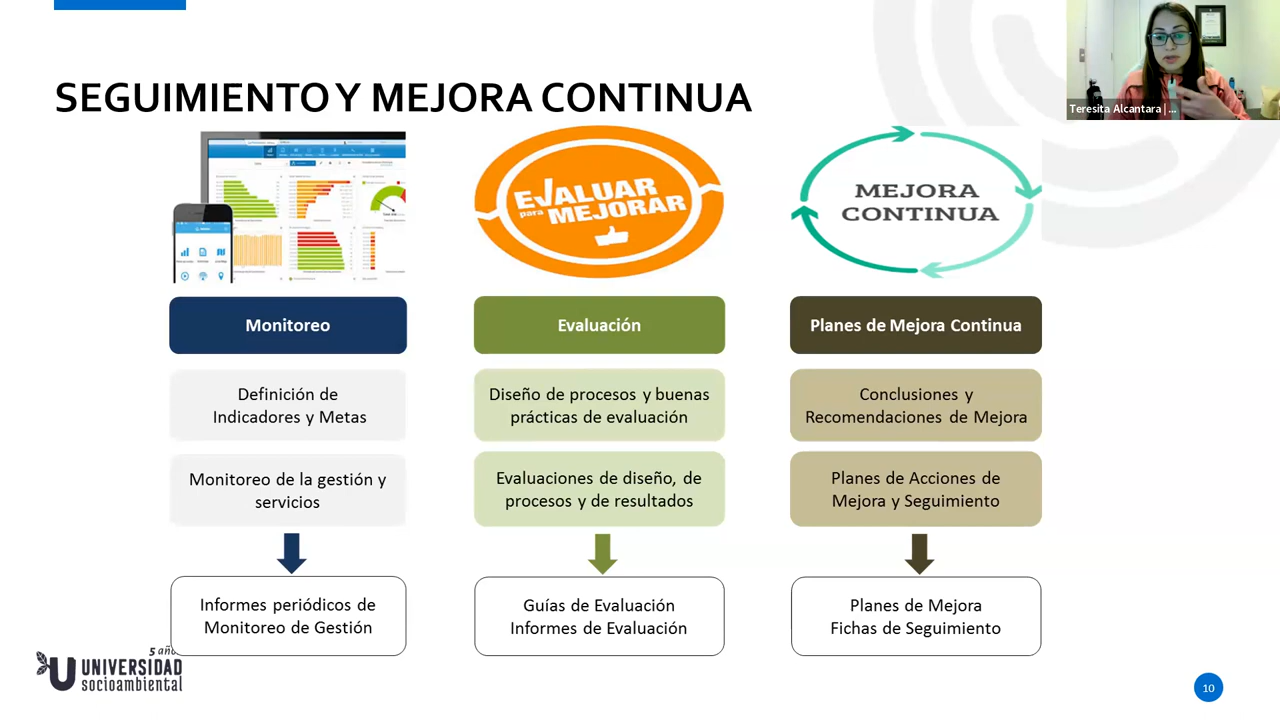 SEGUIMIENTO Y MEJORA CONTINUA
Teresita Alcantara | ...
EVALUAR
para MEJORAR
MEJORA
CONTINUA
Monitoreo
Evaluación
Planes de Mejora Continua
Definición de
Indicadores y Metas
Diseño de procesos y buenas
prácticas de evaluación
Conclusiones y
Recomendaciones de Mejora
Monitoreo de la gestión y
servicios
Evaluaciones de diseño, de
procesos y de resultados
Planes de Acciones de
Mejora y Seguimiento
Informes periódicos de
Monitoreo de Gestión
Guías de Evaluación
Informes de Evaluación
Planes de Mejora
Fichas de Seguimiento
5 año
UNIVERSIDAD
socioambiental
10